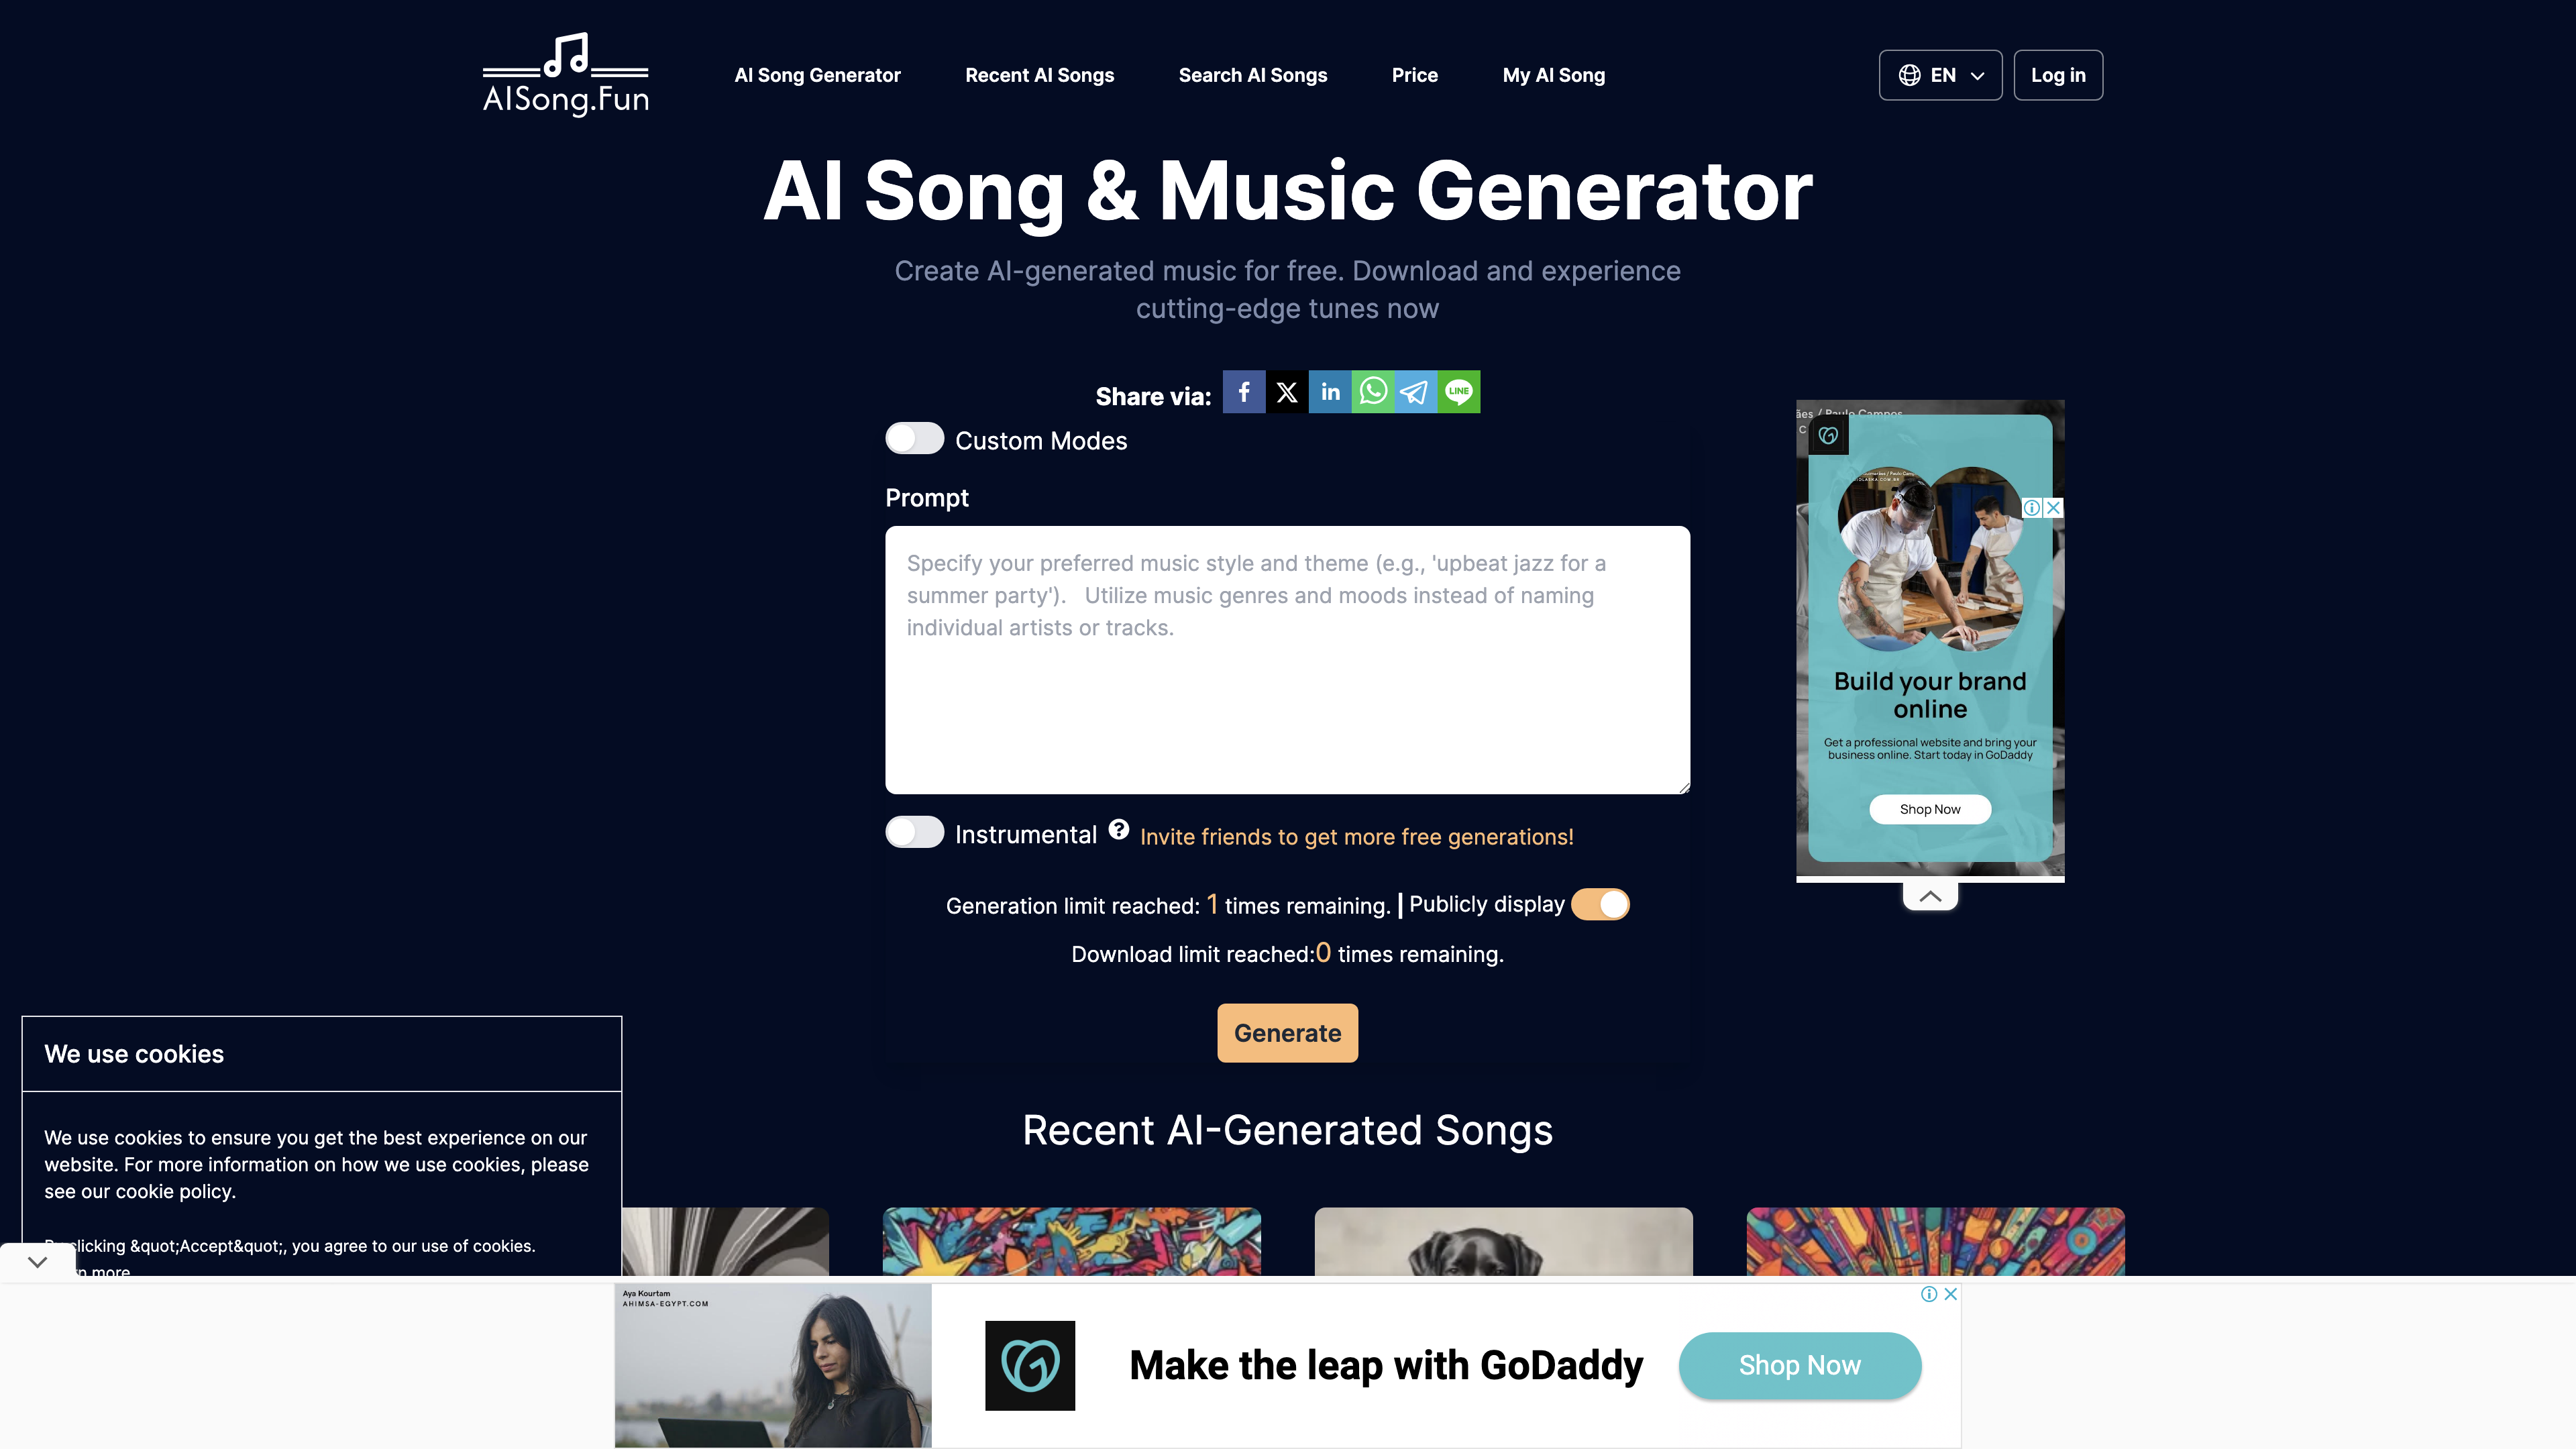 AISong.Fun
AI Song Generator
Recent AI Songs
Search AI Songs
Price
My AI Song
EN
Log in
AI Song & Music Generator
Create AI-generated music for free. Download and experience
cutting-edge tunes now
Share via:
LINE
Custom Modes
Prompt
Specify your preferred music style and theme (e.g., 'upbeat jazz for a
summer party').   Utilize music genres and moods instead of naming
individual artists or tracks.
Instrumental
Invite friends to get more free generations!
Generation limit reached: 1 times remaining. | Publicly display
Download limit reached:0 times remaining.
Generate
/ Paulo Campos
Build your brand
online
Get a professional website and bring your
business online. Start today in GoDaddy
Shop Now
We use cookies
We use cookies to ensure you get the best experience on our
website. For more information on how we use cookies, please
see our cookie policy.
clicking &quot;Accept&quot;, you agree to our use of cookies.
more
Recent AI-Generated Songs
Aya Kourtam
AHIMSA-EGYPT.COM
Make the leap with GoDaddy
Shop Now